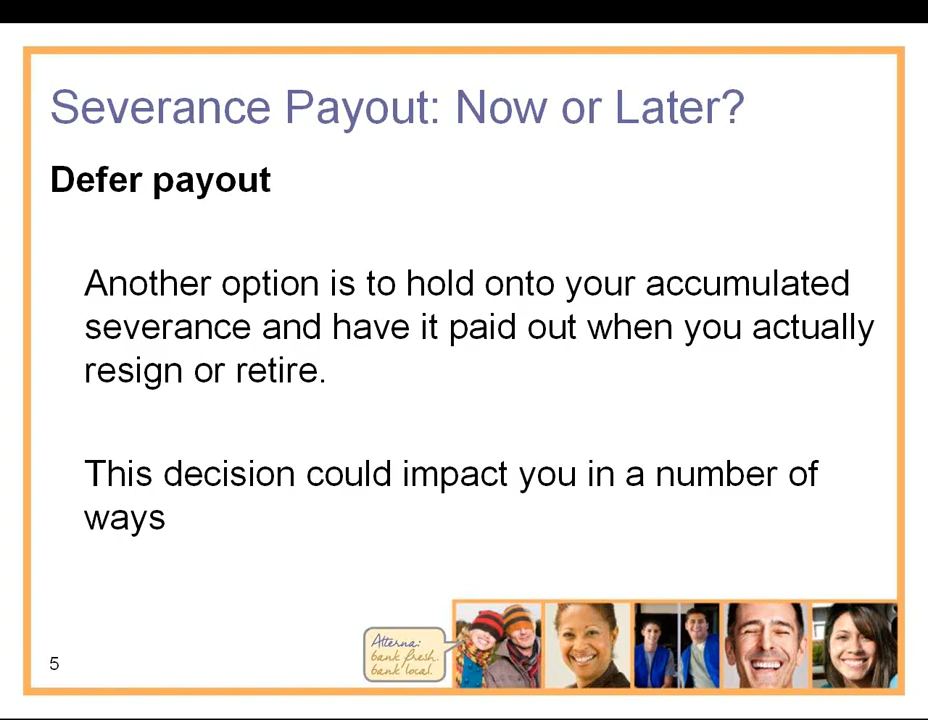 Severance Payout: Now or Later?
Defer payout
Another option is to hold onto your accumulated
severance and have it paid out when you actually
resign or retire.
This decision could impact you in a number of
ways
Alterna:
bank fresh.
bank local.
5